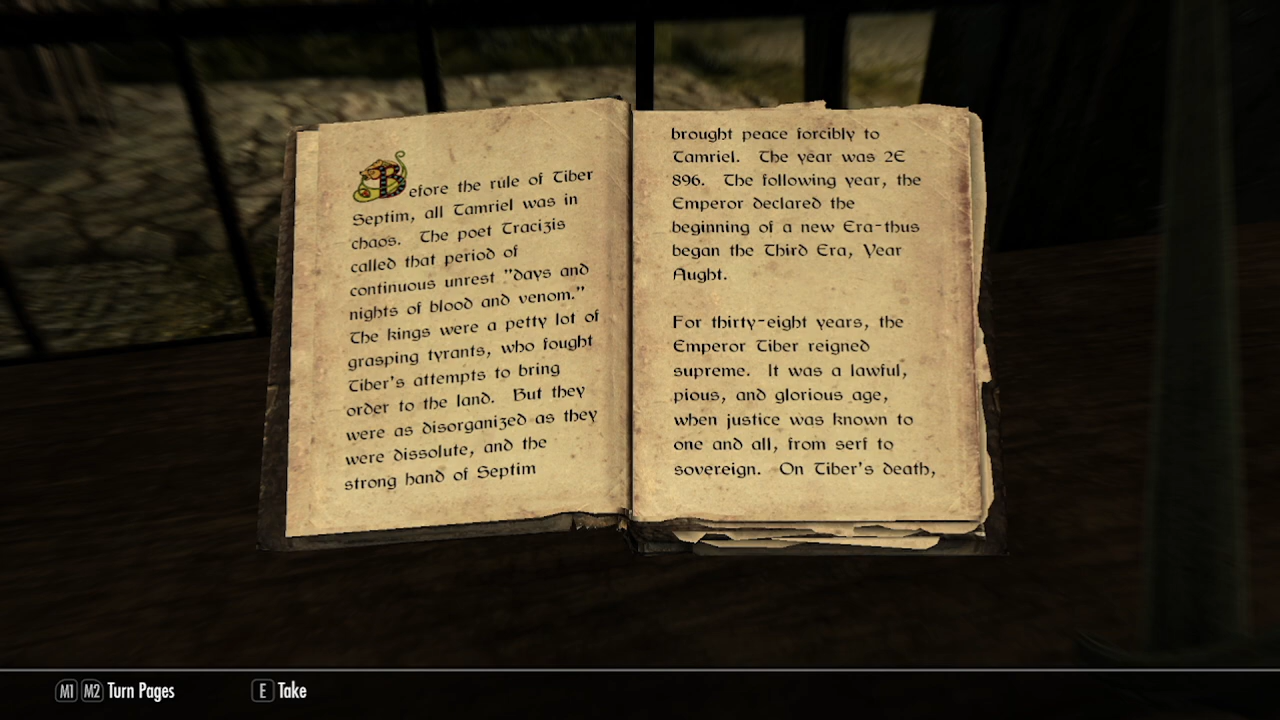 Before the rule of Tiber
Septim, all Tamriel was in
chaos.  The poet Tracizis
called that period of
continuous unrest "days and
nights of blood and venom."
The kings were a petty lot of
grasping tyrants, who fought
Tiber's attempts to bring
order to the land.  But they
were as disorganized as they
were dissolute, and the
strong hand of Septim
brought peace forcibly to
Tamriel.  The year was 2E
896.  The following year, the
Emperor declared the
beginning of a new Era-thus
began the Third Era, Year
Aught.
For thirty-eight years, the
Emperor Tiber reigned
supreme.  It was a lawful,
pious, and glorious age,
when justice was known to
one and all, from serf to
sovereign.  On Tiber's death,
M1 M2 Turn Pages
E Take